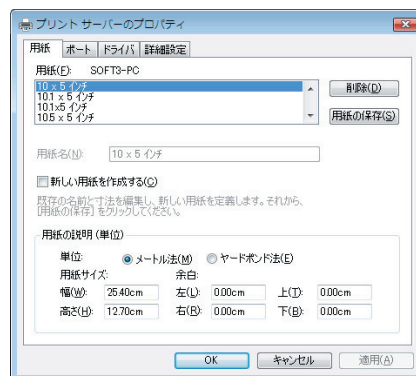 プリント サーバーのプロパティ
用紙 ポート ドライバ 詳細設定
用紙(F): SOFT3-PC
10 x 5 インチ
10.1 x 5 インチ
10.1x5 インチ
10.5 x 6 インチ
削除(D)
用紙の保存(S)
用紙名(N): 10 x 5 インチ
新しい用紙を作成する(C)
既存の名前と寸法を編集し、新しい用紙を定義します。それから、
[用紙の保存] をクリックしてください。
用紙の説明 (単位)
単位: メートル法(M) ヤードポンド法(E)
用紙サイズ: 余白:
幅(W): 25.40cm 左(L): 0.00cm 上(T): 0.00cm
高さ(H): 12.70cm 右(R): 0.00cm 下(B): 0.00cm
OK キャンセル 適用(A)